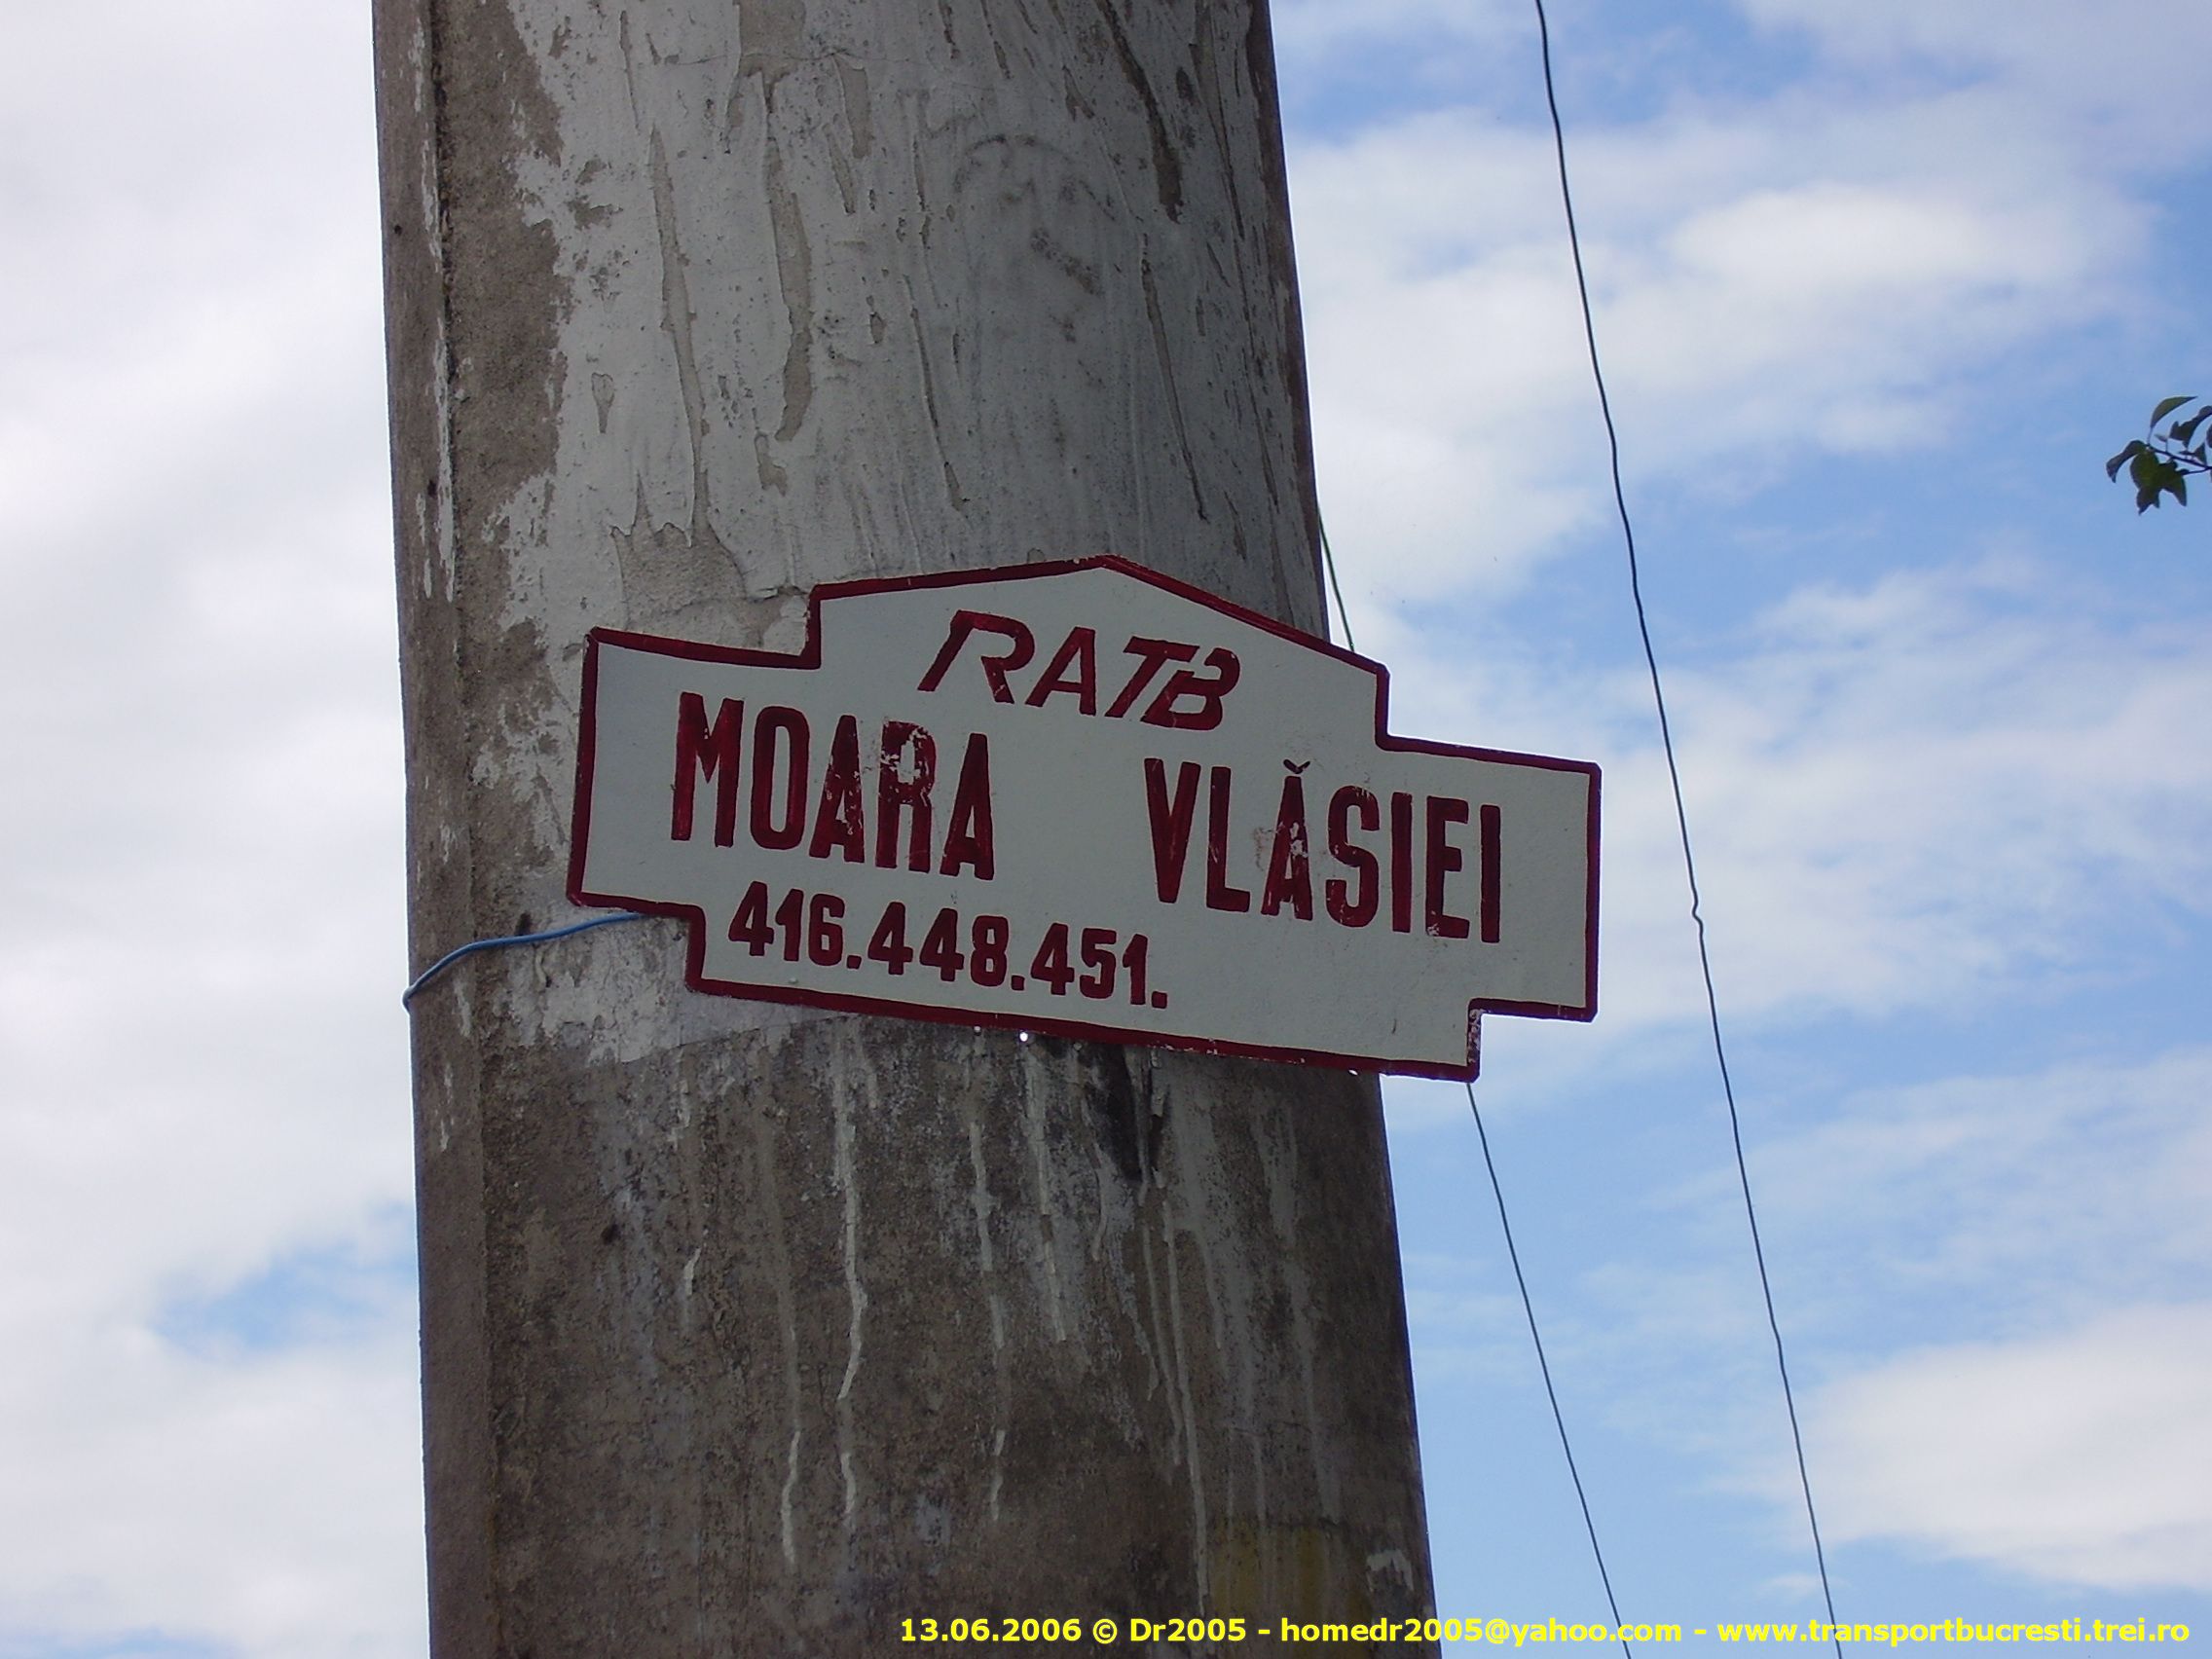 RATB
MOARA VLĂSIEI
416.448.451.
13.06.2006 © Dr2005 - homedr2005@yahoo.com - www.transportbucresti.trei.ro